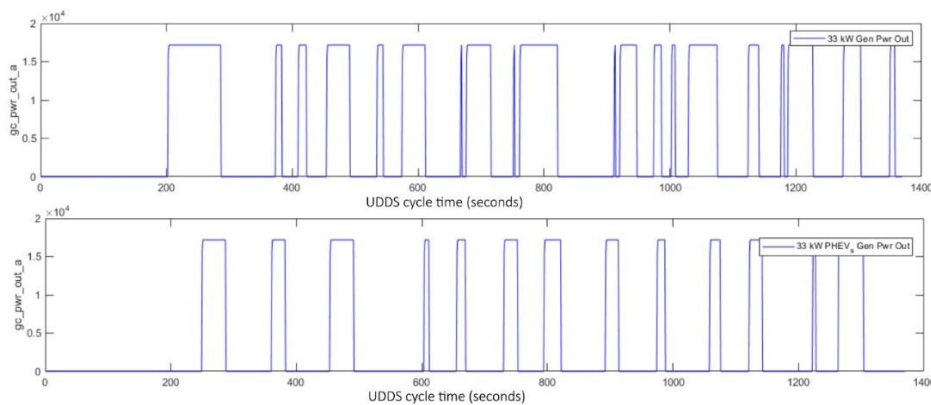 ×10⁴
2
1.5
1
0.5
0
gc_pwr_out_a
33 kW Gen Pwr Out
0 200 400 600 800 1000 1200 1400
UDDS cycle time (seconds)
×10⁴
2
1.5
1
0.5
0
gc_pwr_out_a
33 kW PHEVₛ Gen Pwr Out
0 200 400 600 800 1000 1200 1400
UDDS cycle time (seconds)